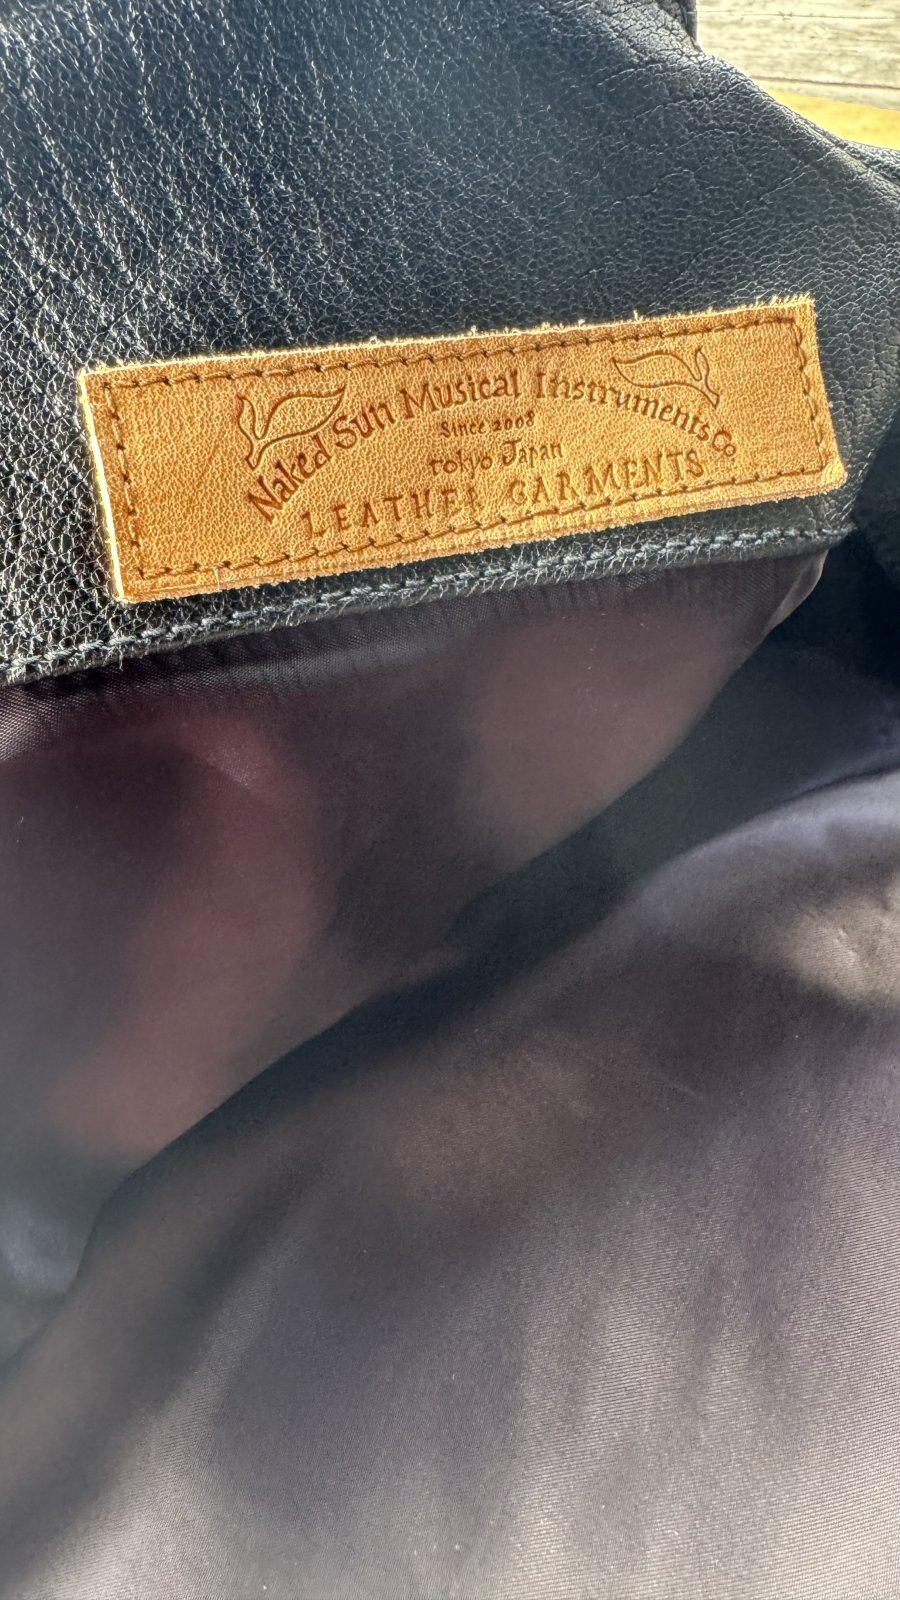 Naked Sun Musical Instruments Co
Since 2008
Tokyo Japan
LEATHER GARMENTS